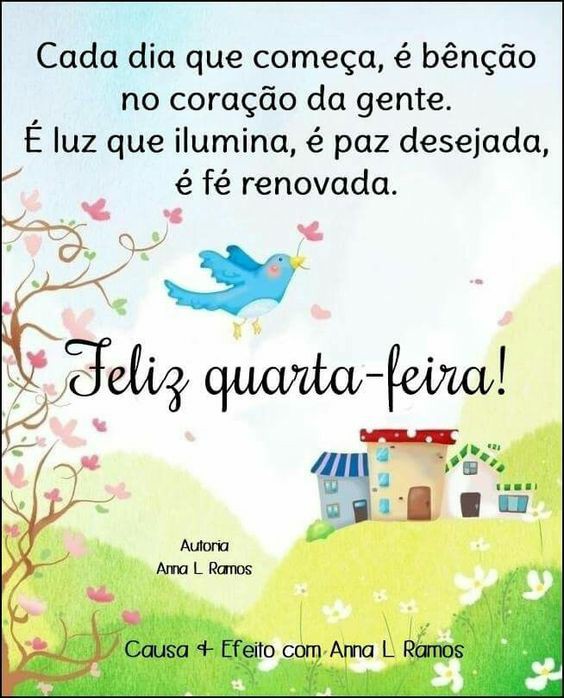 Cada dia que começa, é bênção
no coração da gente.
É luz que ilumina, é paz desejada,
é fé renovada.
Feliz quarta-feira!
Autoria
Anna L Ramos
Causa + Efeito com Anna L Ramos